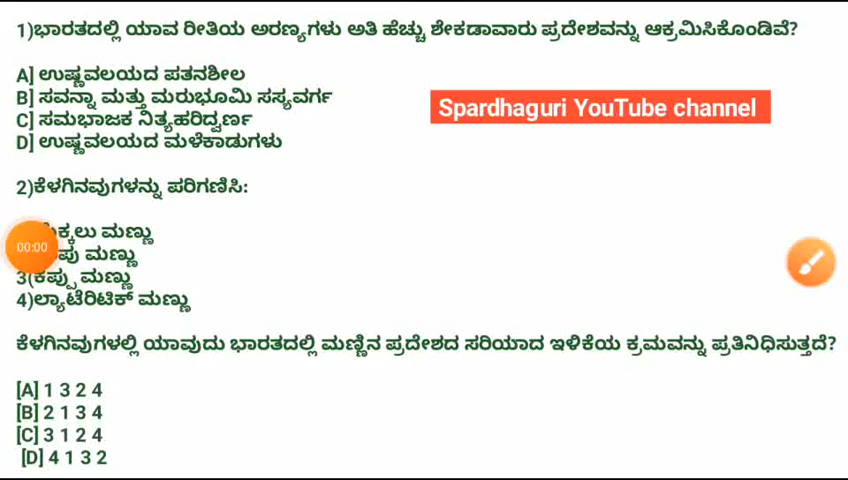 1)ಭಾರತದಲ್ಲಿ ಯಾವ ರೀತಿಯ ಅರಣ್ಯಗಳು ಅತಿ ಹೆಚ್ಚು ಶೇಕಡಾವಾರು ಪ್ರದೇಶವನ್ನು ಆಕ್ರಮಿಸಿಕೊಂಡಿವೆ?
A] ಉಷ್ಣವಲಯದ ಪತನಶೀಲ
B] ಸವನ್ನಾ ಮತ್ತು ಮರುಭೂಮಿ ಸಸ್ಯವರ್ಗ
Spardhaguri YouTube channel
C] ಸಮಭಾಜಕ ನಿತ್ಯಹರಿದ್ವರ್ಣ
D] ಉಷ್ಣವಲಯದ ಮಳೆಕಾಡುಗಳು
2)ಕೆಳಗಿನವುಗಳನ್ನು ಪರಿಗಣಿಸಿ:
ಮಣ್ಣು
00:00
ಮಣ್ಣು
3(ಕಪ್ಪು ಮಣ್ಣು
4)ಲ್ಯಾಟೆರಿಟಿಕ್ ಮಣ್ಣು
ಕೆಳಗಿನವುಗಳಲ್ಲಿ ಯಾವುದು ಭಾರತದಲ್ಲಿ ಮಣ್ಣಿನ ಪ್ರದೇಶದ ಸರಿಯಾದ ಇಳಿಕೆಯ ಕ್ರಮವನ್ನು ಪ್ರತಿನಿಧಿಸುತ್ತದೆ?
[A] 1 3 2 4
[B] 2 1 3 4
[C] 3 1 2 4
[D] 4 1 3 2